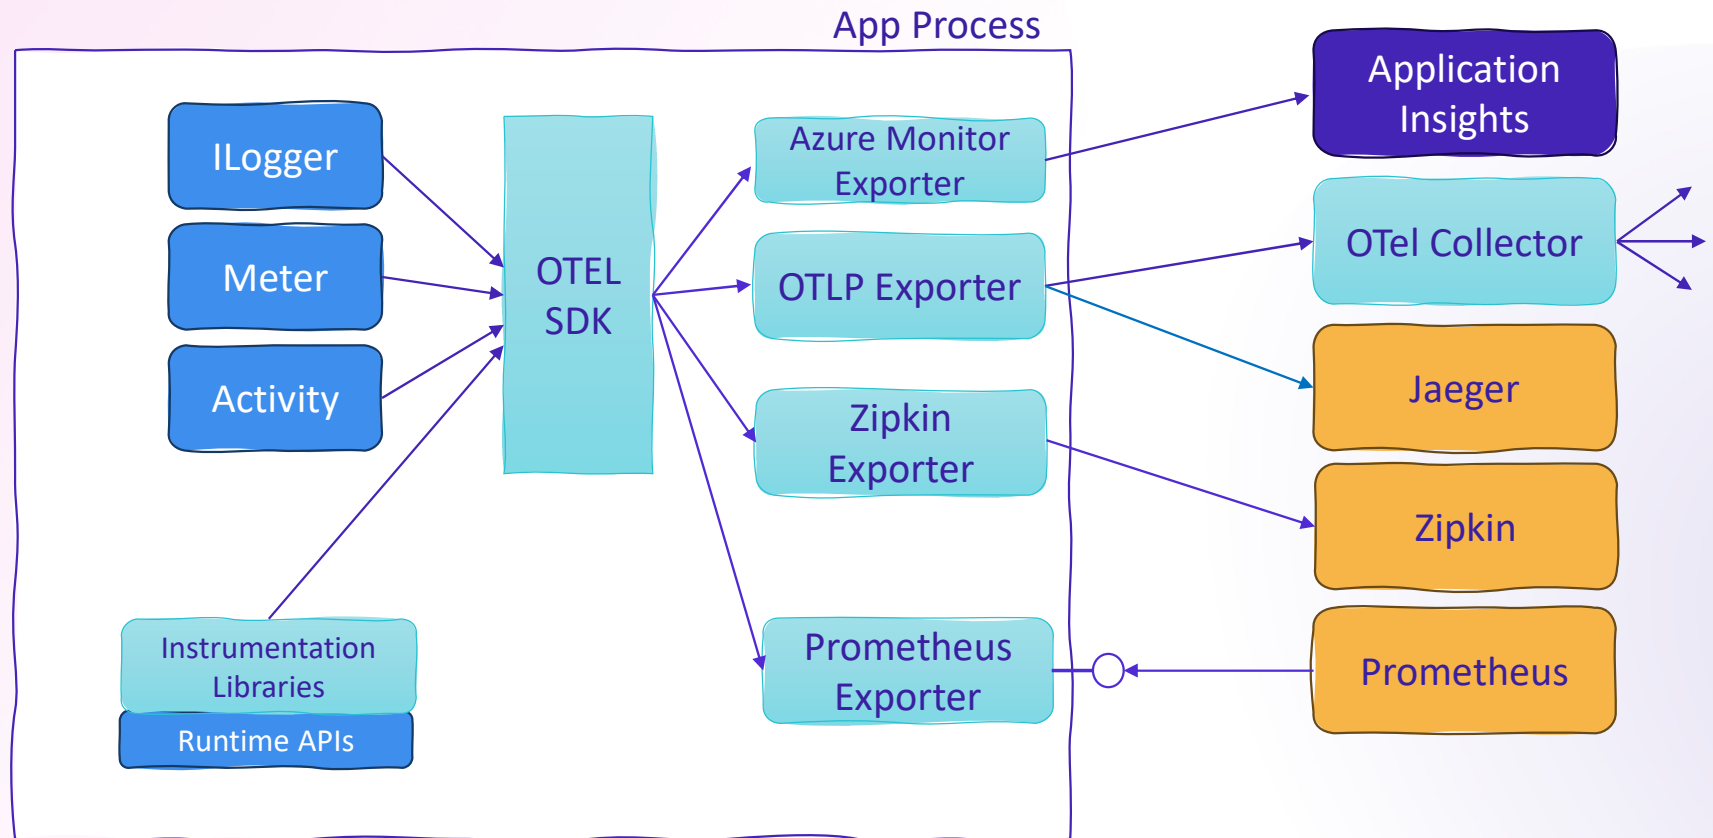 App Process
ILogger
Meter
Activity
Instrumentation
Libraries
Runtime APIs
OTEL
SDK
Azure Monitor
Exporter
OTLP Exporter
Zipkin
Exporter
Prometheus
Exporter
Application
Insights
OTel Collector
Jaeger
Zipkin
Prometheus